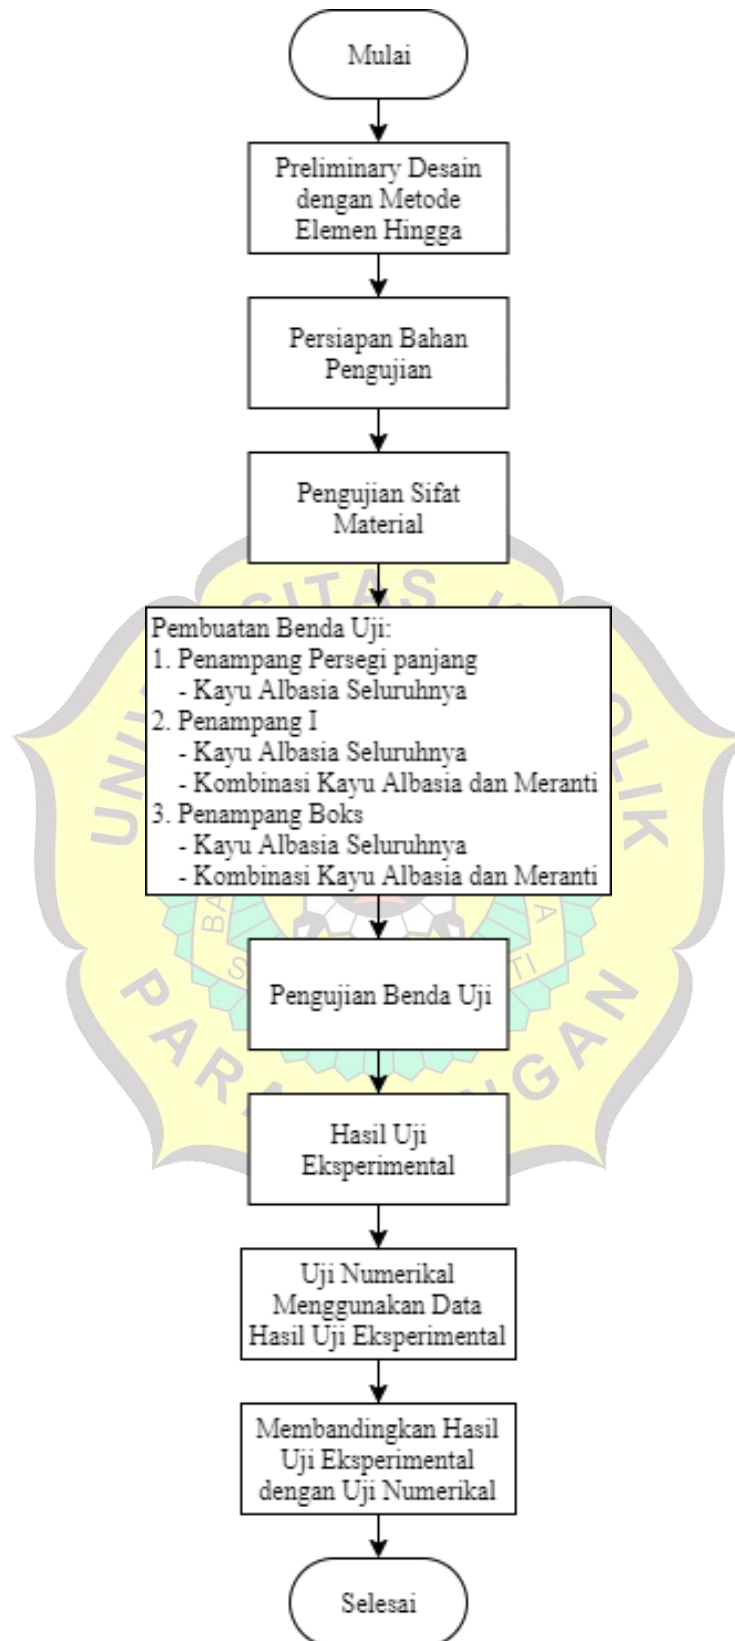 Mulai
Preliminary Desain
dengan Metode
Elemen Hingga
Persiapan Bahan
Pengujian
Pengujian Sifat
Material
Pembuatan Benda Uji:
1. Penampang Persegi panjang
- Kayu Albasia Seluruhnya
2. Penampang I
- Kayu Albasia Seluruhnya
- Kombinasi Kayu Albasia dan Meranti
3. Penampang Boks
- Kayu Albasia Seluruhnya
- Kombinasi Kayu Albasia dan Meranti
Pengujian Benda Uji
Hasil Uji
Eksperimental
Uji Numerikal
Menggunakan Data
Hasil Uji Eksperimental
Membandingkan Hasil
Uji Eksperimental
dengan Uji Numerikal
Selesai